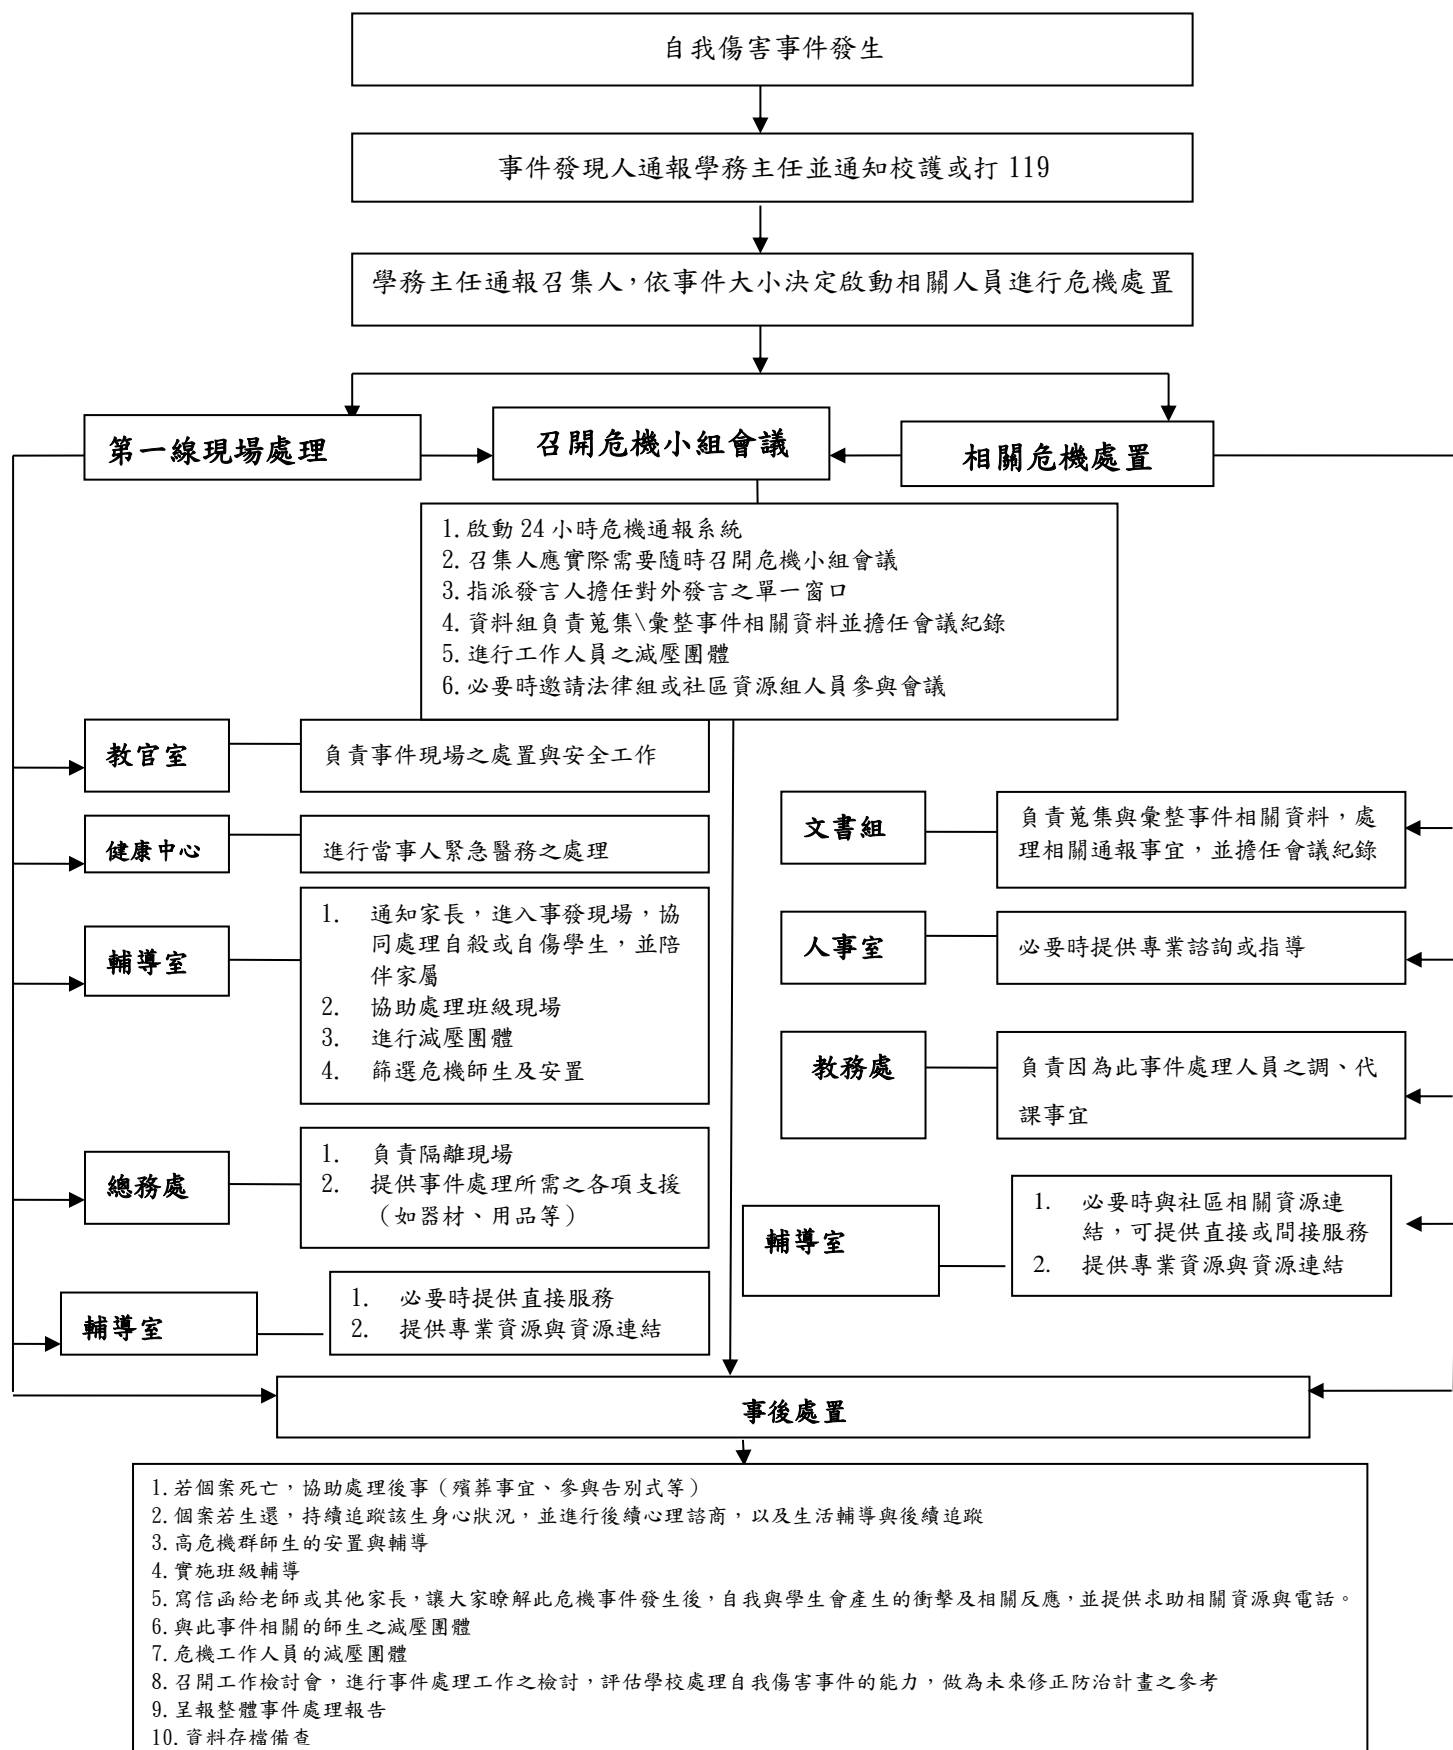 自我傷害事件發生
事件發現人通報學務主任並通知校護或打 119
學務主任通報召集人，依事件大小決定啟動相關人員進行危機處置
第一線現場處理
召開危機小組會議
相關危機處置
1.啟動 24 小時危機通報系統
2.召集人應實際需要隨時召開危機小組會議
3.指派發言人擔任對外發言之單一窗口
4.資料組負責蒐集\彙整事件相關資料並擔任會議紀錄
5.進行工作人員之減壓團體
6.必要時邀請法律組或社區資源組人員參與會議
教官室
負責事件現場之處置與安全工作
健康中心
進行當事人緊急醫務之處理
輔導室
1. 通知家長，進入事發現場，協
同處理自殺或自傷學生，並陪
伴家屬
2. 協助處理班級現場
3. 進行減壓團體
4. 篩選危機師生及安置
總務處
1. 負責隔離現場
2. 提供事件處理所需之各項支援
（如器材、用品等）
輔導室
1. 必要時提供直接服務
2. 提供專業資源與資源連結
文書組
負責蒐集與彙整事件相關資料，處
理相關通報事宜，並擔任會議紀錄
人事室
必要時提供專業諮詢或指導
教務處
負責因為此事件處理人員之調、代
課事宜
輔導室
1. 必要時與社區相關資源連
結，可提供直接或間接服務
2. 提供專業資源與資源連結
事後處置
1.若個案死亡，協助處理後事（殯葬事宜、參與告別式等）
2.個案若生還，持續追蹤該生身心狀況，並進行後續心理諮商，以及生活輔導與後續追蹤
3.高危機群師生的安置與輔導
4.實施班級輔導
5.寫信函給老師或其他家長，讓大家瞭解此危機事件發生後，自我與學生會產生的衝擊及相關反應，並提供求助相關資源與電話。
6.與此事件相關的師生之減壓團體
7.危機工作人員的減壓團體
8.召開工作檢討會，進行事件處理工作之檢討，評估學校處理自我傷害事件的能力，做為未來修正防治計畫之參考
9.呈報整體事件處理報告
10.資料存檔備查